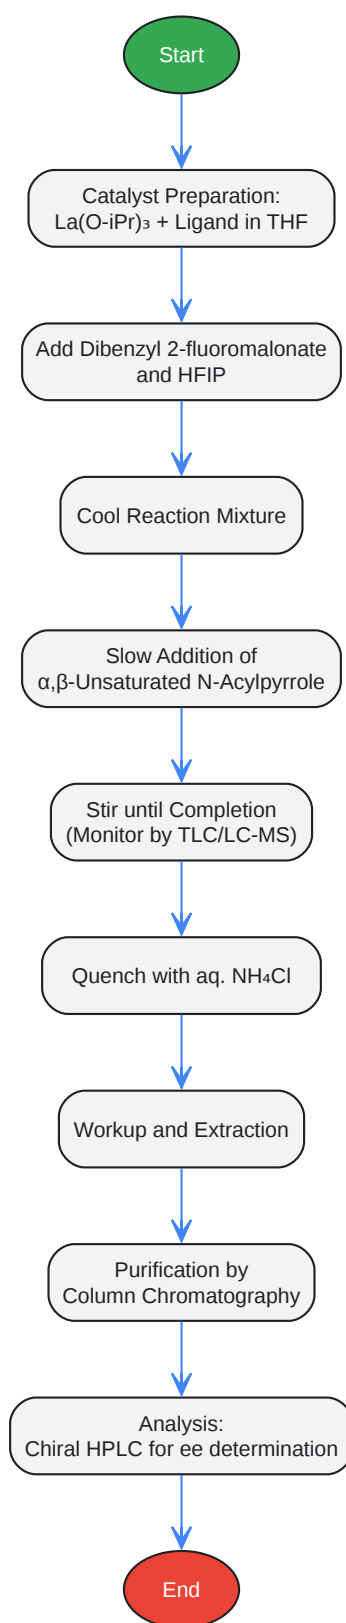 Start
Catalyst Preparation:
La(O-iPr)₃ + Ligand in THF
Add Dibenzyl 2-fluoromalonate
and HFIP
Cool Reaction Mixture
Slow Addition of
α,β-Unsaturated N-Acylpyrrole
Stir until Completion
(Monitor by TLC/LC-MS)
Quench with aq. NH₄Cl
Workup and Extraction
Purification by
Column Chromatography
Analysis:
Chiral HPLC for ee determination
End